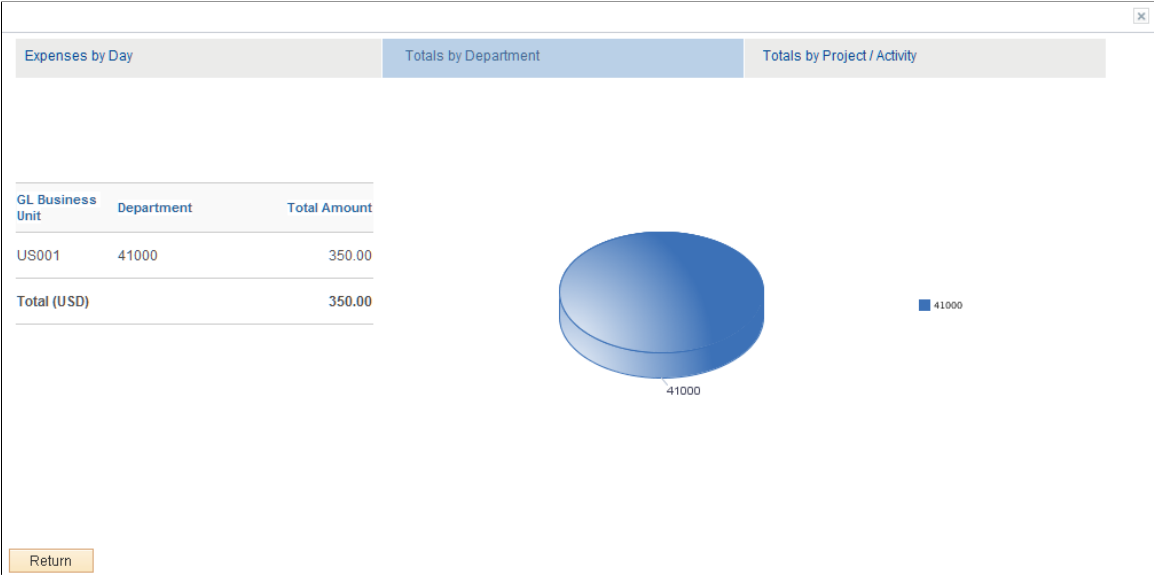 Expenses by Day Totals by Department Totals by Project / Activity
GL Business
Unit Department Total Amount
US001 41000 350.00
Total (USD) 350.00
41000
41000
Return